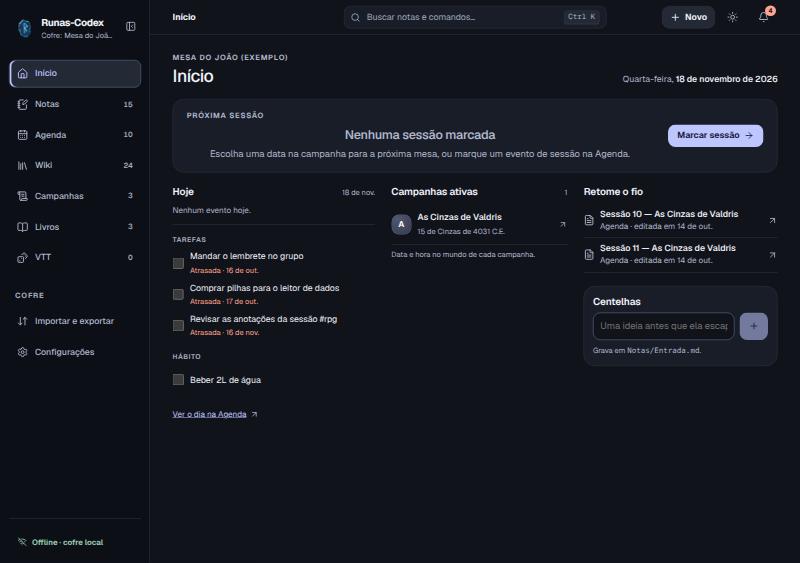 Runas-Codex
Cofre: Mesa do Joã…
Início
Notas 15
Agenda 10
Wiki 24
Campanhas 3
Livros 3
VTT 0
COFRE
Importar e exportar
Configurações
Offline · cofre local
Início
Buscar notas e comandos… Ctrl K
Novo
4
MESA DO JOÃO (EXEMPLO)
Início
Quarta-feira, 18 de novembro de 2026
PRÓXIMA SESSÃO
Nenhuma sessão marcada
Escolha uma data na campanha para a próxima mesa, ou marque um evento de sessão na Agenda.
Marcar sessão
Hoje 18 de nov.
Nenhum evento hoje.
TAREFAS
Mandar o lembrete no grupo
Atrasada · 16 de out.
Comprar pilhas para o leitor de dados
Atrasada · 17 de out.
Revisar as anotações da sessão #rpg
Atrasada · 16 de nov.
HÁBITO
Beber 2L de água
Ver o dia na Agenda
Campanhas ativas 1
A
As Cinzas de Valdris
15 de Cinzas de 4031 C.E.
Data e hora no mundo de cada campanha.
Retome o fio
Sessão 10 — As Cinzas de Valdris
Agenda · editada em 14 de out.
Sessão 11 — As Cinzas de Valdris
Agenda · editada em 14 de out.
Centelhas
Uma ideia antes que ela escap
Grava em Notas/Entrada.md.